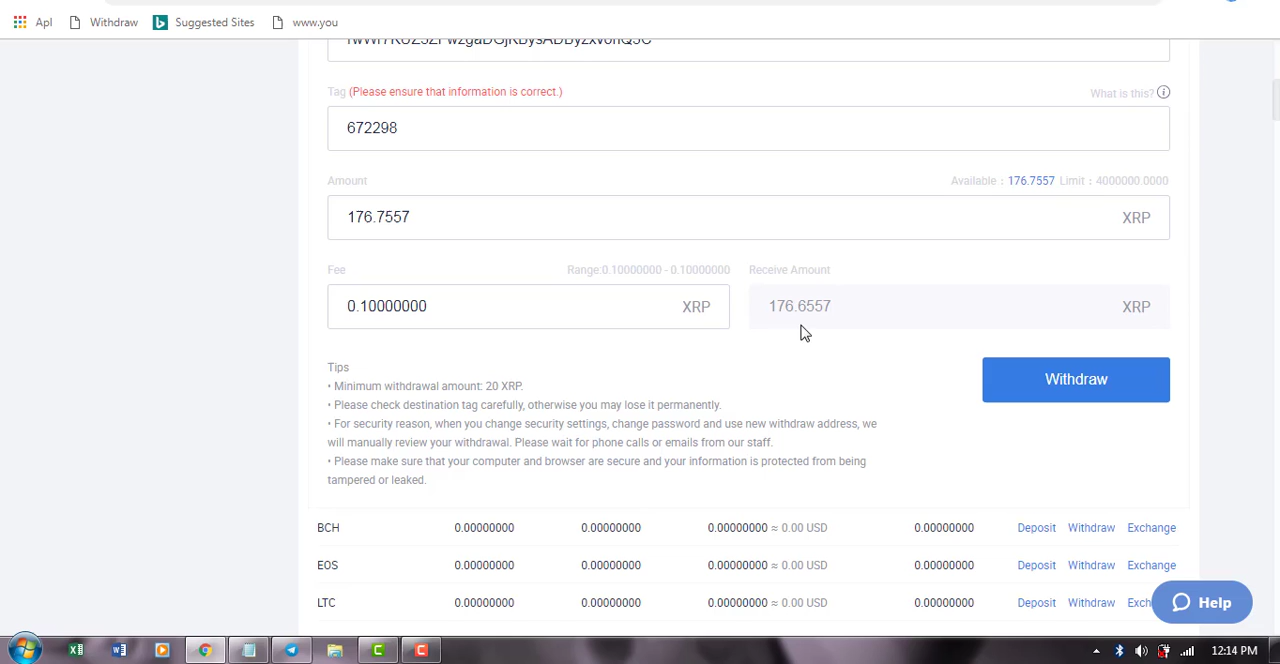 Apl Withdraw Suggested Sites www.you
Tag (Please ensure that information is correct.) What is this?
672298
Amount Available : 176.7557 Limit : 4000000.0000
176.7557 XRP
Fee Range:0.10000000 - 0.10000000 Receive Amount
0.10000000 XRP 176.6557 XRP
Tips
• Minimum withdrawal amount: 20 XRP.
Withdraw
• Please check destination tag carefully, otherwise you may lose it permanently.
• For security reason, when you change security settings, change password and use new withdraw address, we
will manually review your withdrawal. Please wait for phone calls or emails from our staff.
• Please make sure that your computer and browser are secure and your information is protected from being
tampered or leaked.
BCH 0.00000000 0.00000000 0.00000000 ≈ 0.00 USD 0.00000000 Deposit Withdraw Exchange
EOS 0.00000000 0.00000000 0.00000000 ≈ 0.00 USD 0.00000000 Deposit Withdraw Exchange
LTC 0.00000000 0.00000000 0.00000000 ≈ 0.00 USD 0.00000000 Deposit Withdraw Exch
Help
12:14 PM